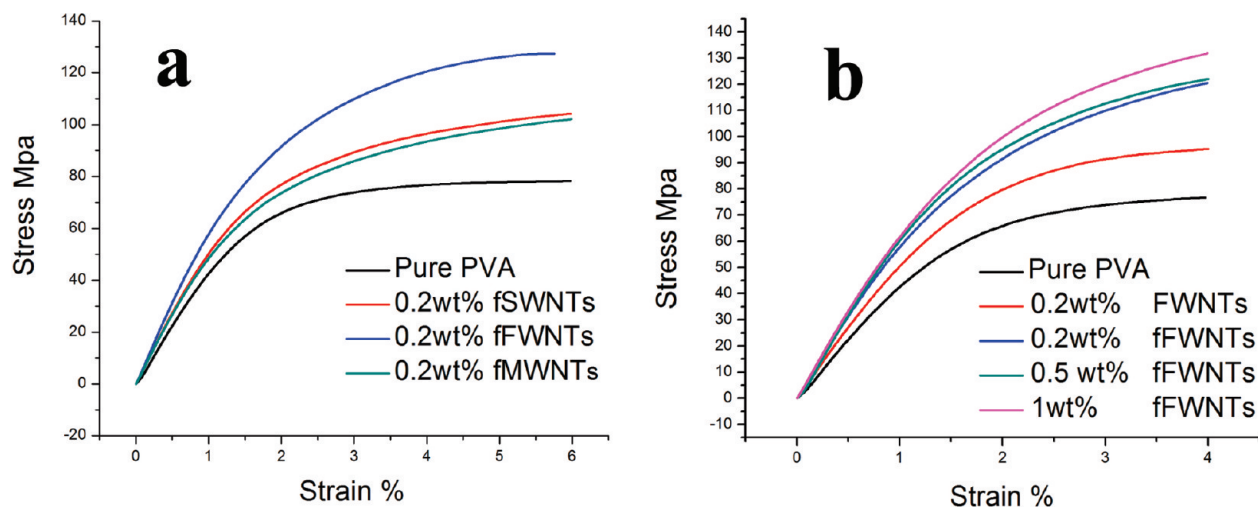 a
Stress Mpa
140
120
100
80
60
40
20
0
-20
0 1 2 3 4 5 6
Strain %
Pure PVA
0.2wt% fSWNTs
0.2wt% fFWNTs
0.2wt% fMWNTs
b
Stress Mpa
140
130
120
110
100
90
80
70
60
50
40
30
20
10
0
-10
0 1 2 3 4
Strain %
Pure PVA
0.2wt% FWNTs
0.2wt% fFWNTs
0.5 wt% fFWNTs
1wt% fFWNTs